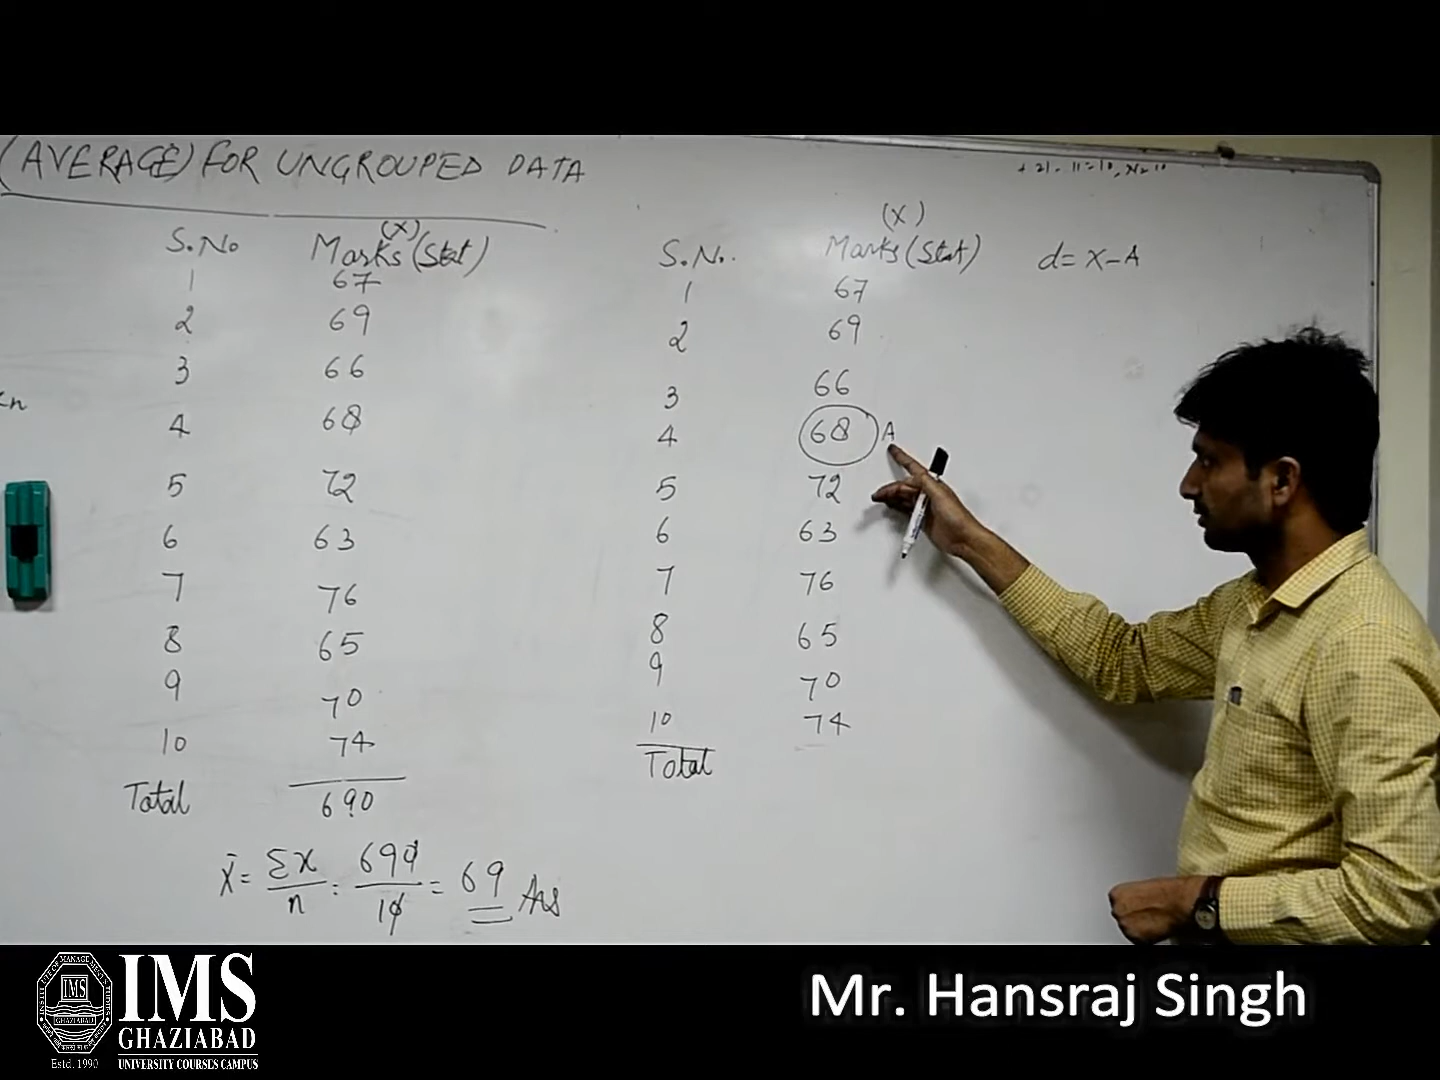 (AVERAGE) FOR UNGROUPED DATA
S.No Marks (Stat) (X)
1 67
2 69
3 66
4 68
5 72
6 63
7 76
8 65
9 70
10 74
Total 690
X̄ = Σx/n = 690/10 = 69 Ans
(X)
S.No. Marks (Stat) d = X - A
1 67
2 69
3 66
4 68 A
5 72
6 63
7 76
8 65
9 70
10 74
Total
IMS
GHAZIABAD
UNIVERSITY COURSES CAMPUS
IMS
GHAZIABAD
Estd. 1990
Mr. Hansraj Singh